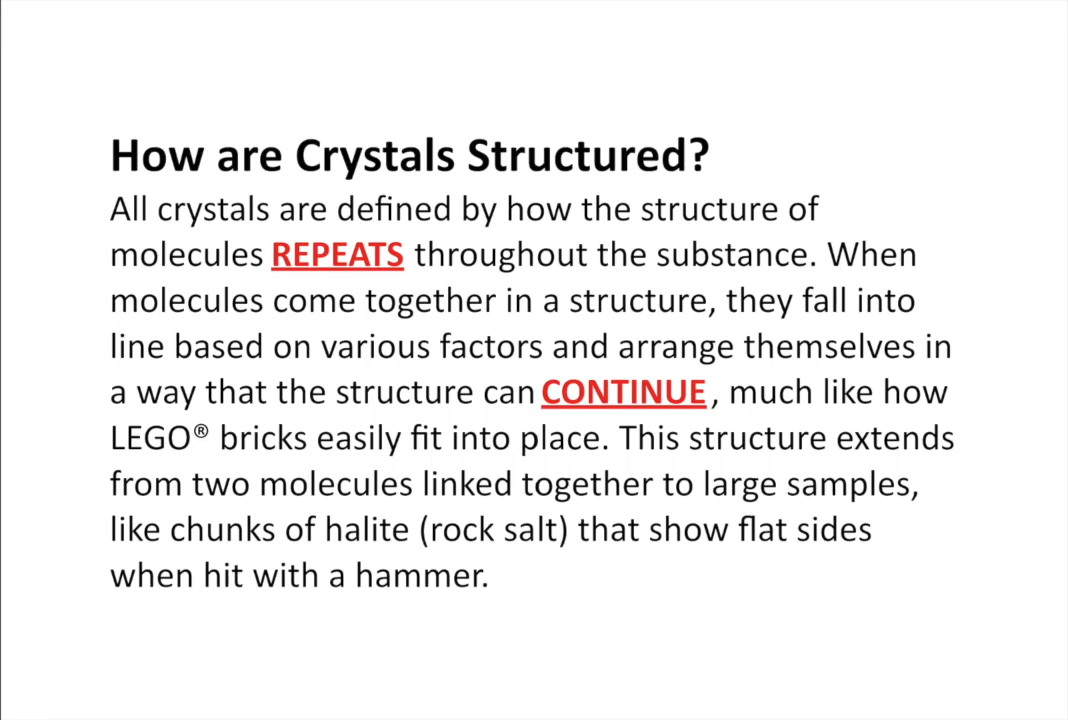 How are Crystals Structured?
All crystals are defined by how the structure of
molecules REPEATS throughout the substance. When
molecules come together in a structure, they fall into
line based on various factors and arrange themselves in
a way that the structure can CONTINUE, much like how
LEGO® bricks easily fit into place. This structure extends
from two molecules linked together to large samples,
like chunks of halite (rock salt) that show flat sides
when hit with a hammer.